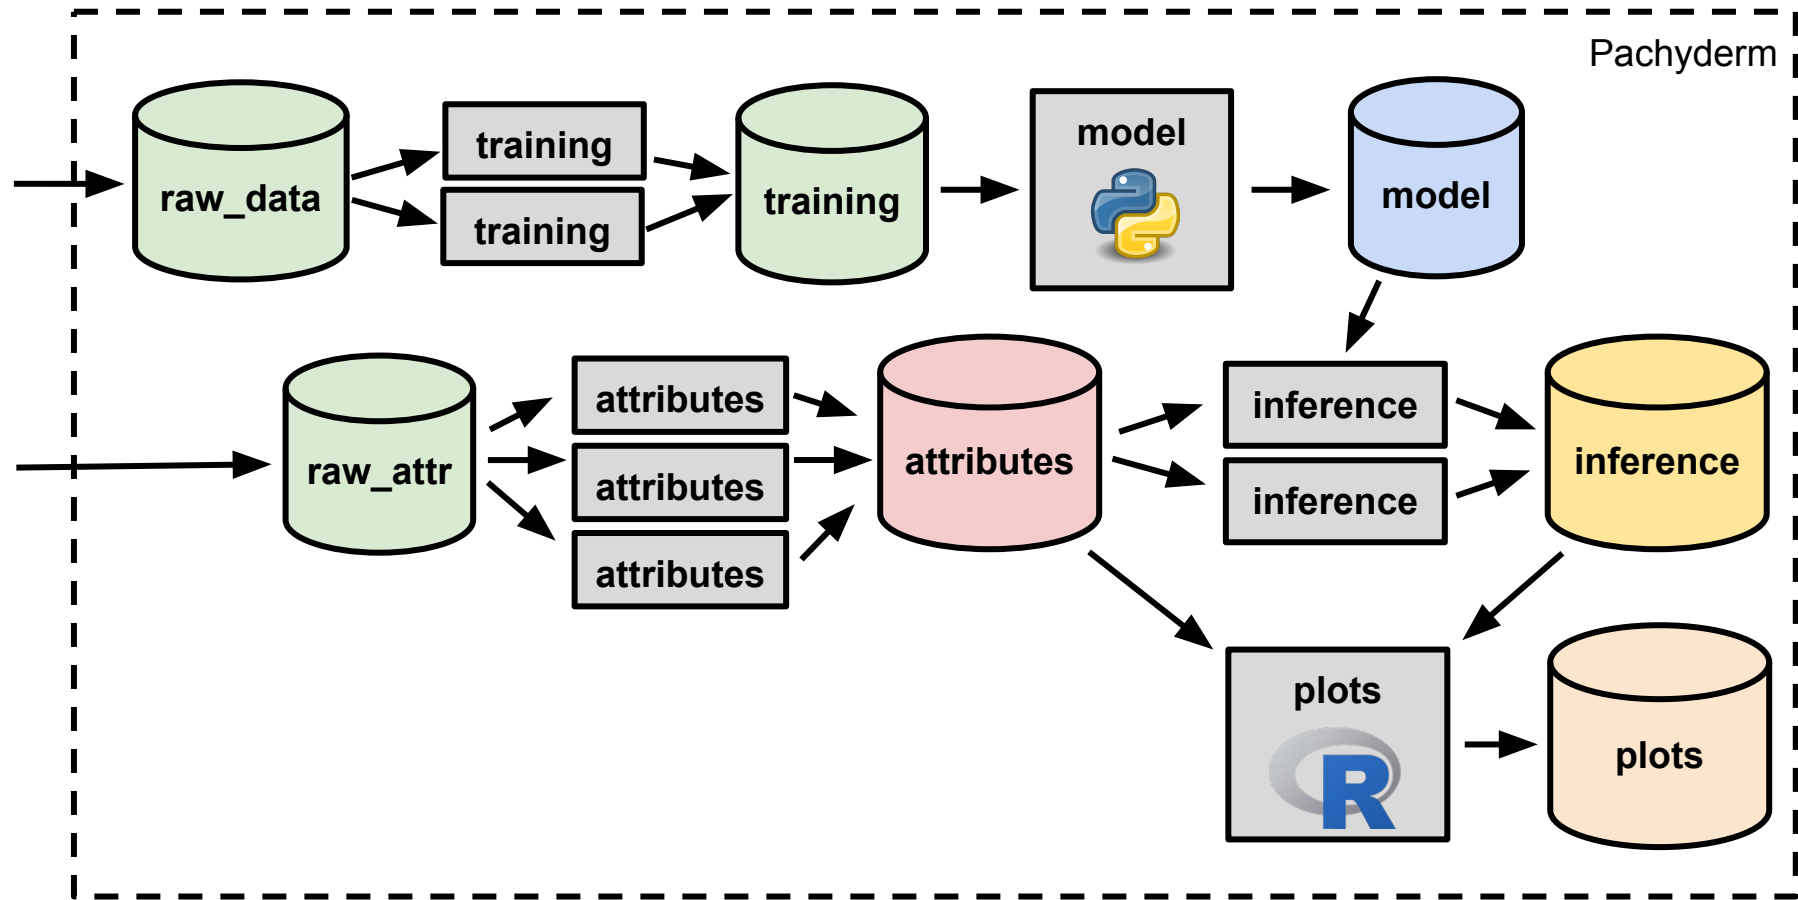 Pachyderm
raw_data
training
training
training
model
model
raw_attr
attributes
attributes
attributes
attributes
inference
inference
inference
plots
R
plots